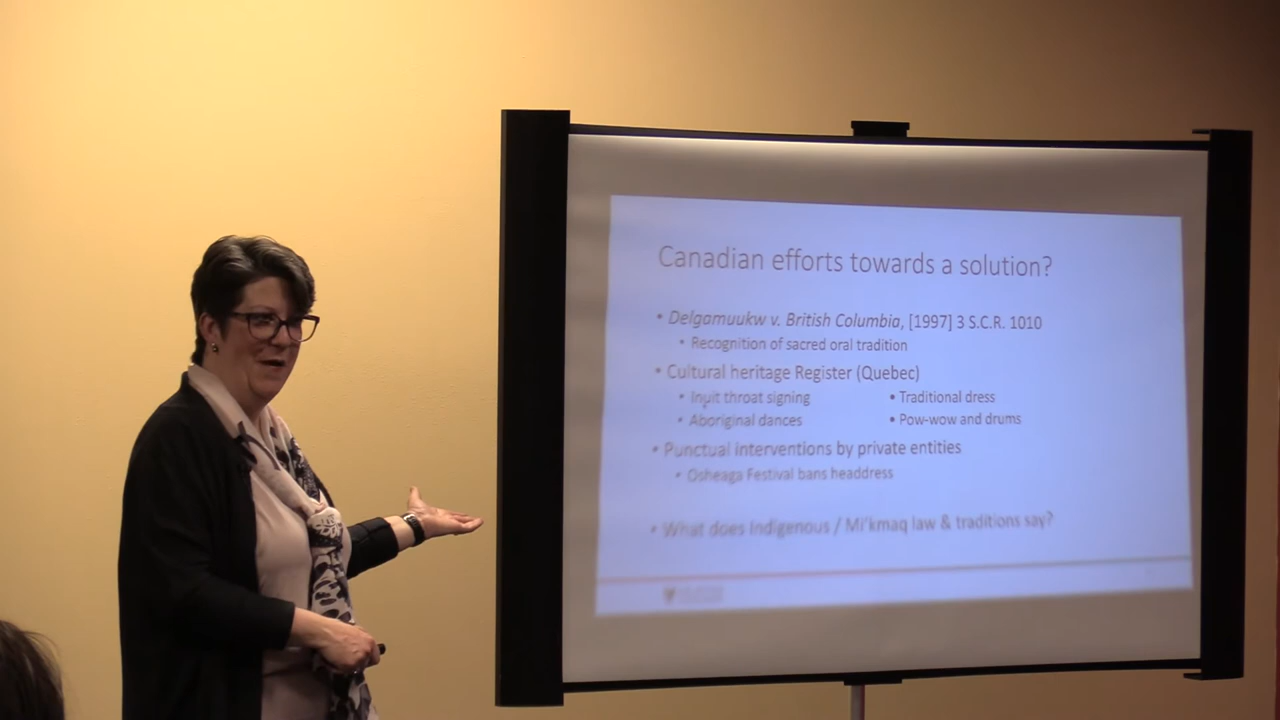 Canadian efforts towards a solution?
• Delgamuukw v. British Columbia, [1997] 3 S.C.R. 1010
• Recognition of sacred oral tradition
• Cultural heritage Register (Quebec)
• Inuit throat signing
• Aboriginal dances
• Traditional dress
• Pow-wow and drums
• Punctual interventions by private entities
• Osheaga Festival bans headdress
• What does Indigenous / Mi'kmaq law & traditions say?